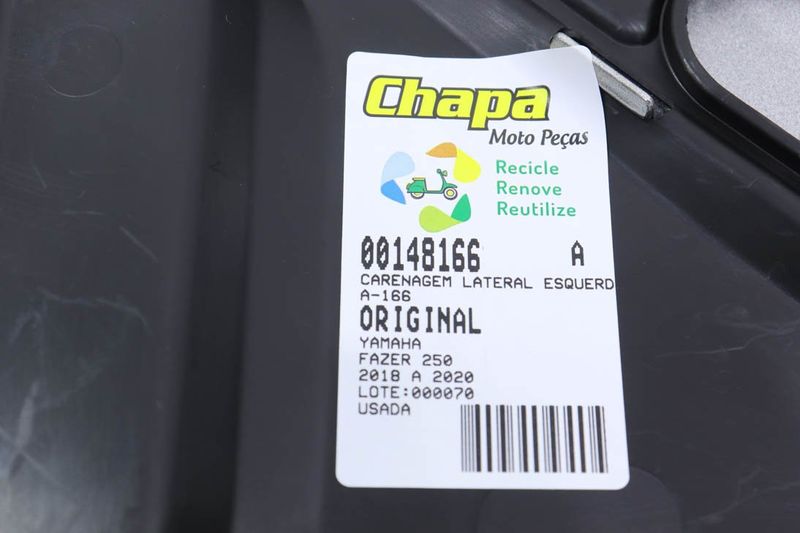 Chapa
Moto Peças
Recicle
Renove
Reutilize
00148166 A
CARENAGEM LATERAL ESQUERD
A-166
ORIGINAL
YAMAHA
FAZER 250
2018 A 2020
LOTE:000070
USADA